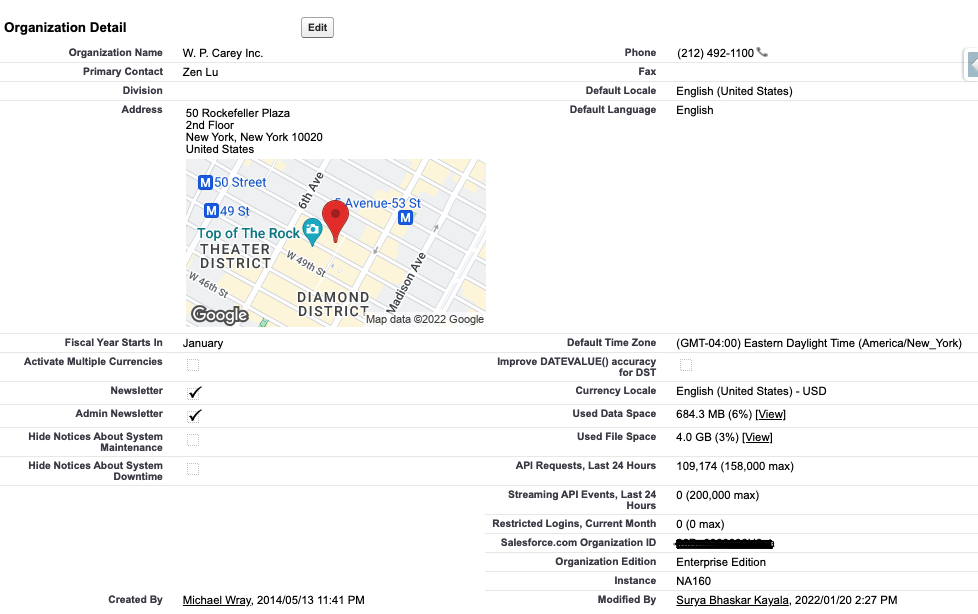 Organization Detail
Edit
Organization Name W. P. Carey Inc.
Phone (212) 492-1100
Primary Contact Zen Lu
Fax
Division
Default Locale English (United States)
Address 50 Rockefeller Plaza
2nd Floor
New York, New York 10020
United States
Default Language English
M 50 Street
M 49 St
6th Ave
5 Avenue-53 St
M
Top of The Rock
THEATER
DISTRICT
W 49th St
W 46th St
Madison Ave
DIAMOND
DISTRICT
Google
Map data ©2022 Google
Fiscal Year Starts In January
Default Time Zone (GMT-04:00) Eastern Daylight Time (America/New_York)
Activate Multiple Currencies
Improve DATEVALUE() accuracy
for DST
Newsletter
Currency Locale English (United States) - USD
Admin Newsletter
Used Data Space 684.3 MB (6%) [View]
Hide Notices About System
Maintenance
Used File Space 4.0 GB (3%) [View]
Hide Notices About System
Downtime
API Requests, Last 24 Hours 109,174 (158,000 max)
Streaming API Events, Last 24
Hours 0 (200,000 max)
Restricted Logins, Current Month 0 (0 max)
Salesforce.com Organization ID
Organization Edition Enterprise Edition
Instance NA160
Created By Michael Wray, 2014/05/13 11:41 PM
Modified By Surya Bhaskar Kayala, 2022/01/20 2:27 PM